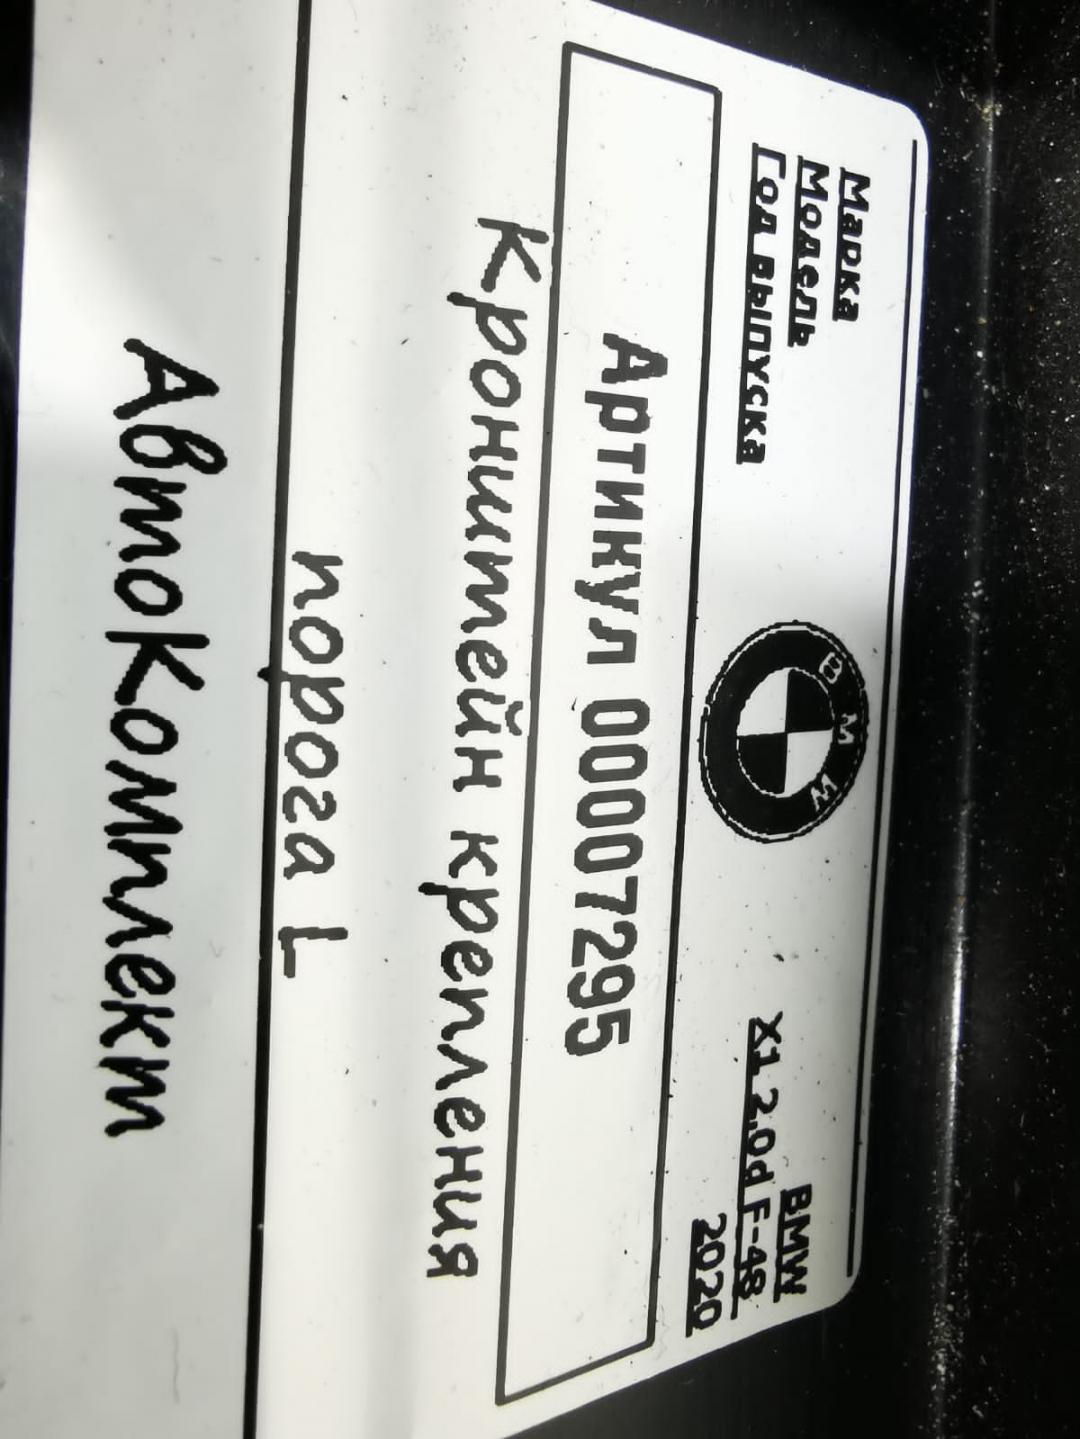 Марка BMW
Модель X1 2.0d F-48
Год выпуска 2020
BMW
Артикул 00007295
Кронштейн крепления
порога L
АвтоКомплект